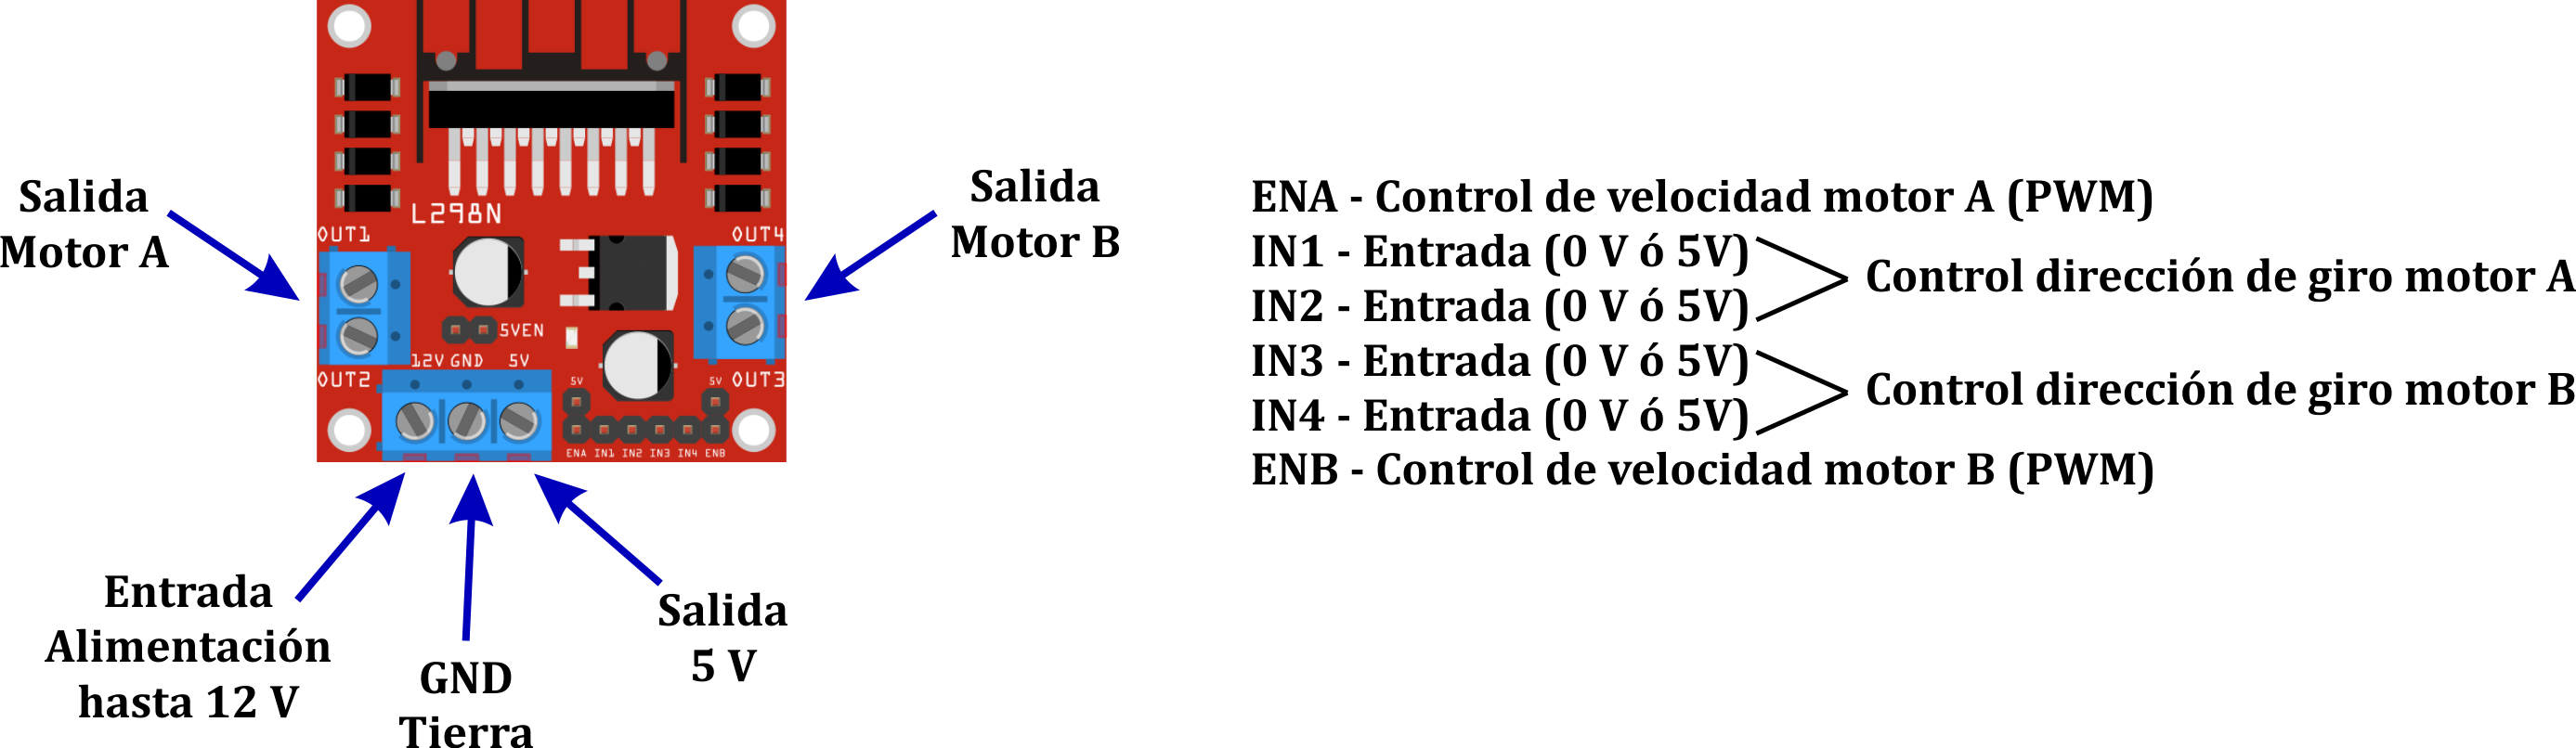 Salida
Motor A
L298N
OUT1
OUT4
OUT2
OUT3
5VEN
12V GND 5V
5V
5V
ENA IN1 IN2 IN3 IN4 ENB
Salida
Motor B
Entrada
Alimentación
hasta 12 V
GND
Tierra
Salida
5 V
ENA - Control de velocidad motor A (PWM)
IN1 - Entrada (0 V ó 5V)
IN2 - Entrada (0 V ó 5V)
Control dirección de giro motor A
IN3 - Entrada (0 V ó 5V)
IN4 - Entrada (0 V ó 5V)
Control dirección de giro motor B
ENB - Control de velocidad motor B (PWM)